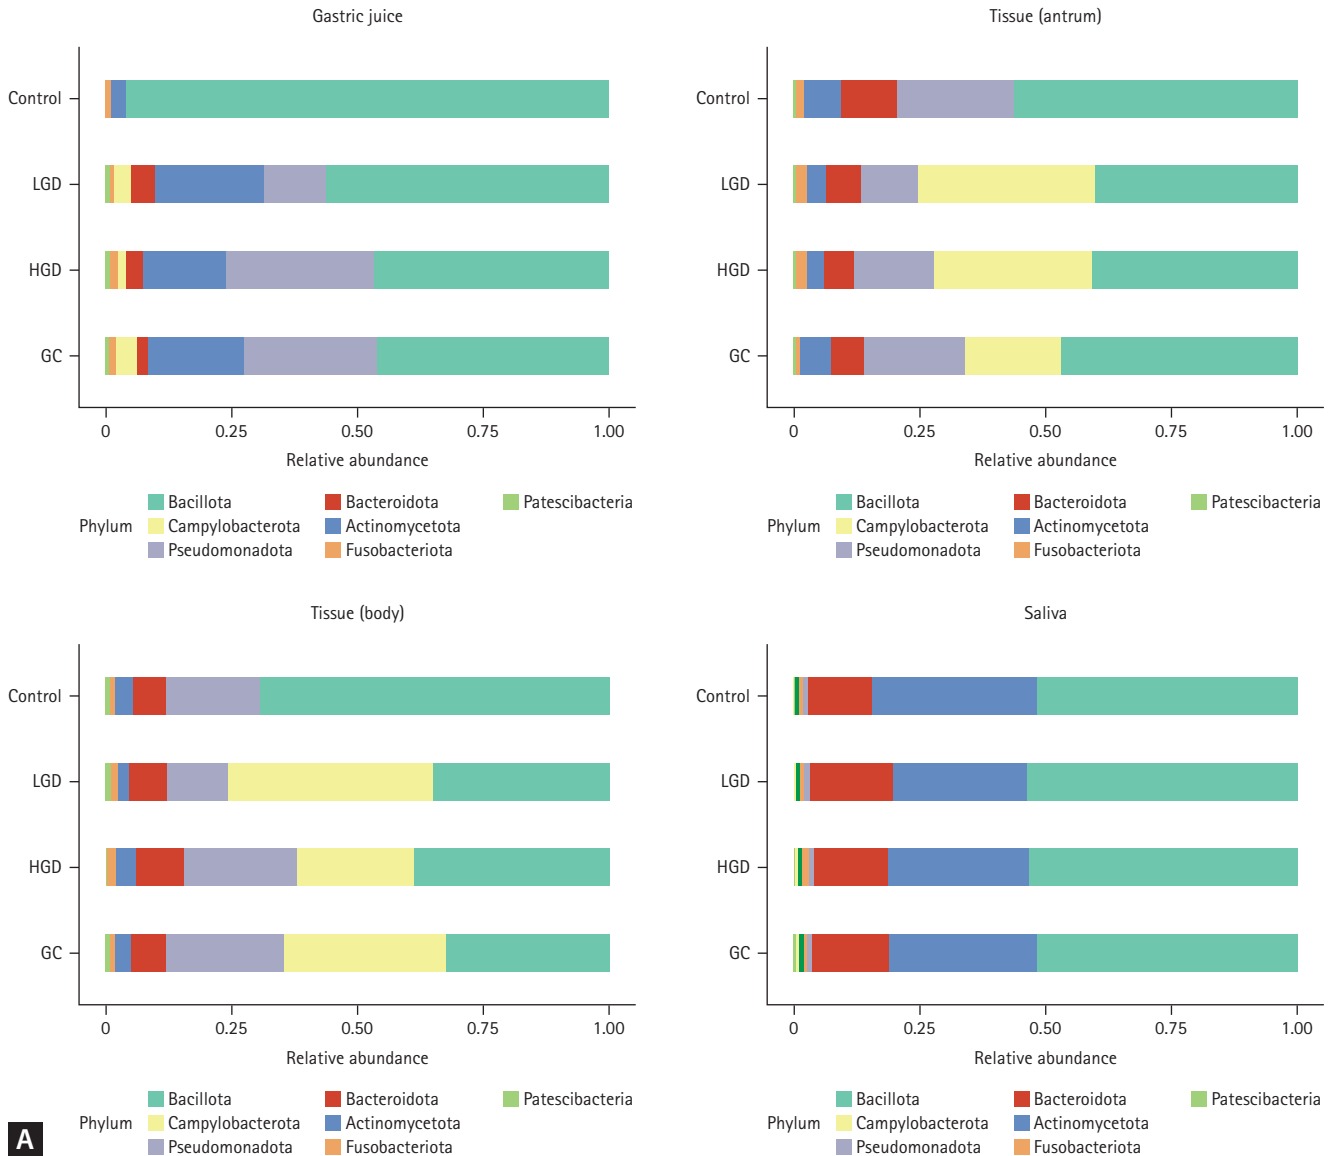 Gastric juice
Control
LGD
HGD
GC
0 0.25 0.50 0.75 1.00
Relative abundance
Phylum
Bacillota Bacteroidota Patescibacteria
Campylobacterota Actinomycetota
Pseudomonadota Fusobacteriota
Tissue (antrum)
Control
LGD
HGD
GC
0 0.25 0.50 0.75 1.00
Relative abundance
Phylum
Bacillota Bacteroidota Patescibacteria
Campylobacterota Actinomycetota
Pseudomonadota Fusobacteriota
Tissue (body)
Control
LGD
HGD
GC
0 0.25 0.50 0.75 1.00
Relative abundance
Phylum
Bacillota Bacteroidota Patescibacteria
Campylobacterota Actinomycetota
Pseudomonadota Fusobacteriota
Saliva
Control
LGD
HGD
GC
0 0.25 0.50 0.75 1.00
Relative abundance
Phylum
Bacillota Bacteroidota Patescibacteria
Campylobacterota Actinomycetota
Pseudomonadota Fusobacteriota
A